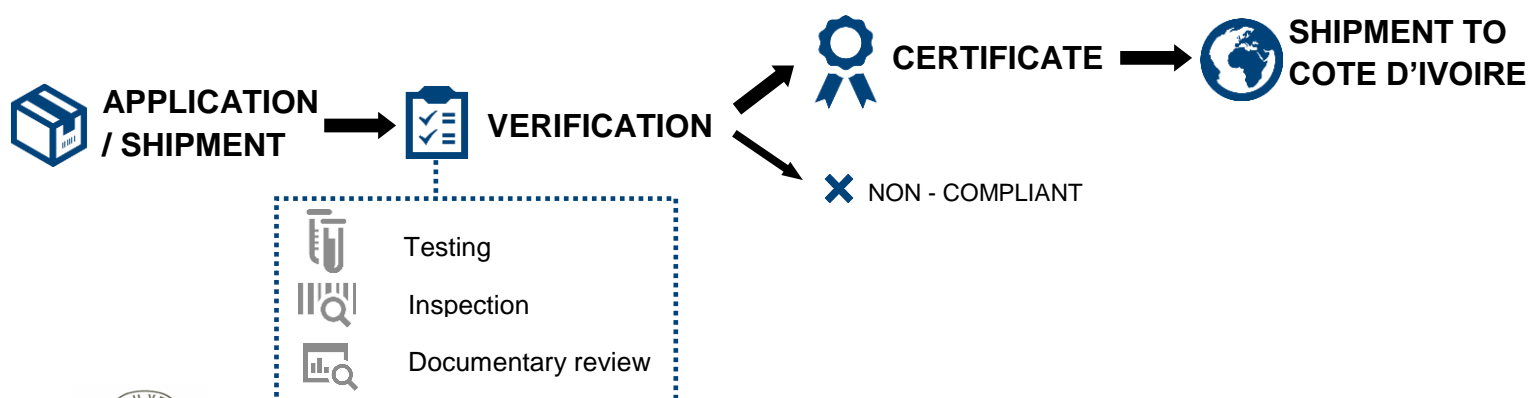 APPLICATION
/ SHIPMENT
VERIFICATION
CERTIFICATE
SHIPMENT TO
COTE D’IVOIRE
NON - COMPLIANT
Testing
Inspection
Documentary review